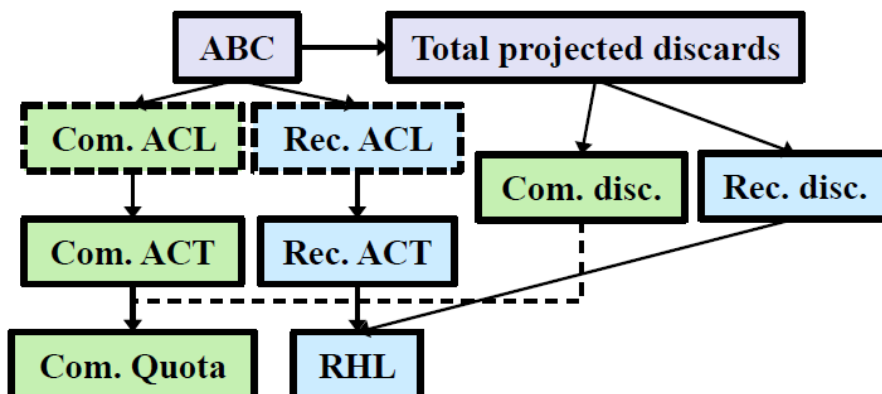 ABC
Total projected discards
Com. ACL
Rec. ACL
Com. disc.
Rec. disc.
Com. ACT
Rec. ACT
Com. Quota
RHL